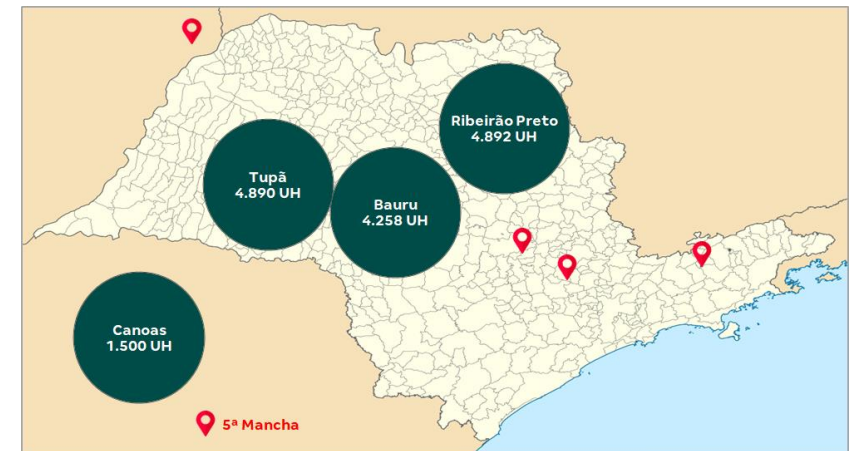 Ribeirão Preto
4.892 UH
Tupã
4.890 UH
Bauru
4.258 UH
Canoas
1.500 UH
5ª Mancha